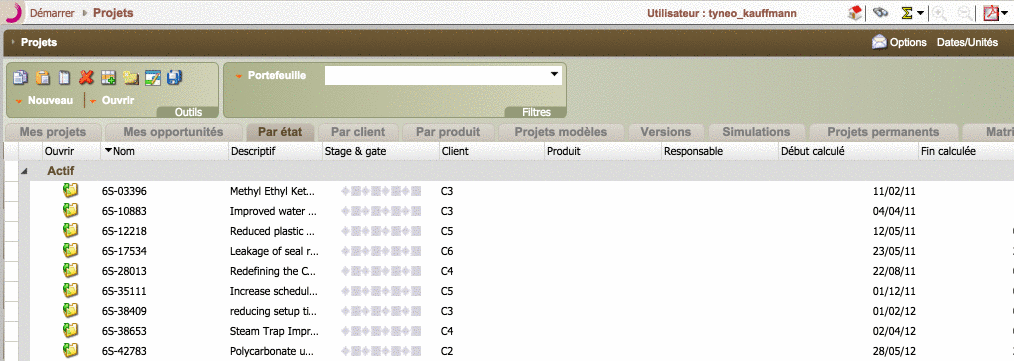 Démarrer Projets Utilisateur : tyneo_kauffmann
Projets Options Dates/Unités
Portefeuille
Nouveau Ouvrir
Outils Filtres
Mes projets Mes opportunités Par état Par client Par produit Projets modèles Versions Simulations Projets permanents Matri
Ouvrir Nom Descriptif Stage & gate Client Produit Responsable Début calculé Fin calculée
Actif
6S-03396 Methyl Ethyl Ket... C3 11/02/11
6S-10883 Improved water ... C3 04/04/11
6S-12218 Reduced plastic ... C5 12/05/11
6S-17534 Leakage of seal r... C6 23/05/11
6S-28013 Redefining the C... C4 22/08/11
6S-35111 Increase schedul... C5 01/12/11
6S-38409 reducing setup ti... C3 01/02/12
6S-38653 Steam Trap Impr... C4 02/04/12
6S-42783 Polycarbonate u... C2 28/05/12